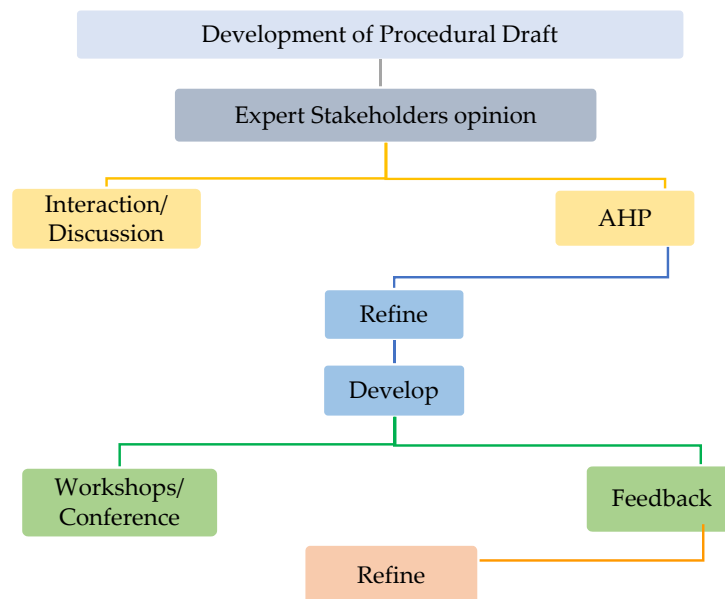 Development of Procedural Draft
Expert Stakeholders opinion
Interaction/
Discussion
AHP
Refine
Develop
Workshops/
Conference
Feedback
Refine